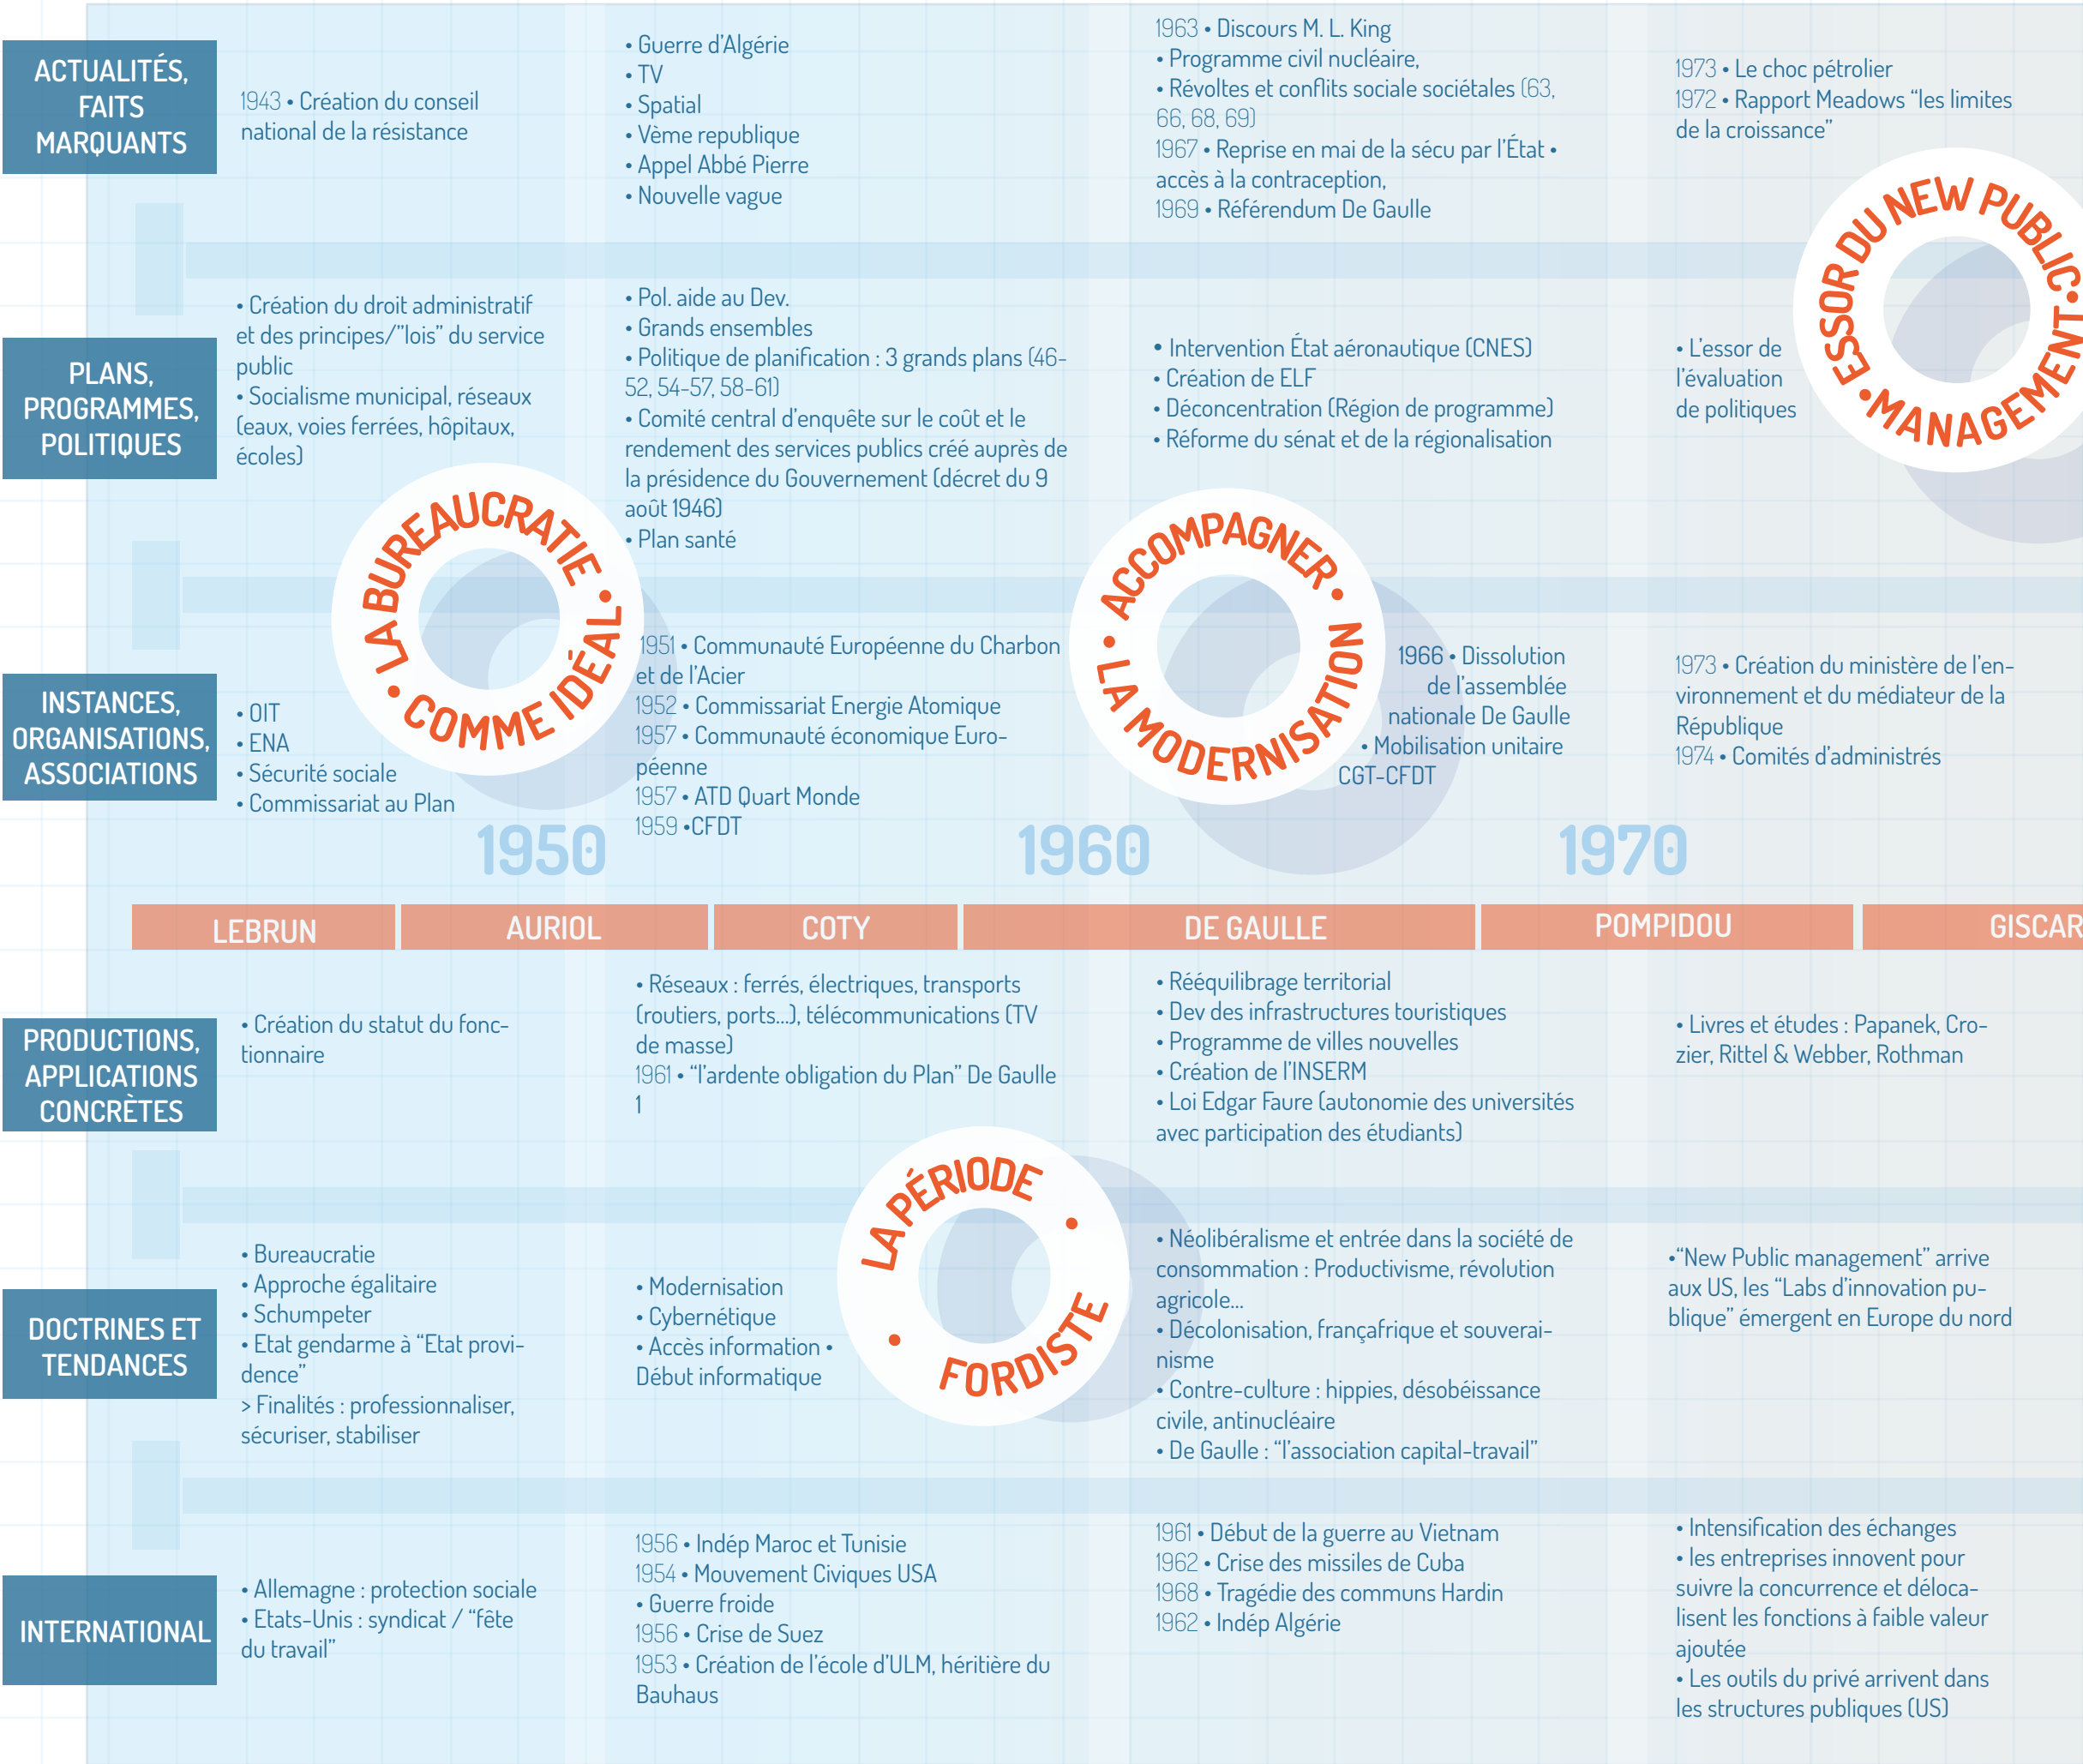 ACTUALITÉS,
FAITS
MARQUANTS
1943 • Création du conseil
national de la résistance
• Guerre d’Algérie
• TV
• Spatial
• Vème republique
• Appel Abbé Pierre
• Nouvelle vague
1963 • Discours M. L. King
• Programme civil nucléaire,
• Révoltes et conflits sociale sociétales (63,
66, 68, 69)
1967 • Reprise en mai de la sécu par l’État •
accès à la contraception,
1969 • Référendum De Gaulle
1973 • Le choc pétrolier
1972 • Rapport Meadows “les limites
de la croissance”
ESSOR DU NEW PUBLIC •
• MANAGEMENT
PLANS,
PROGRAMMES,
POLITIQUES
• Création du droit administratif
et des principes/”lois” du service
public
• Socialisme municipal, réseaux
(eaux, voies ferrées, hôpitaux,
écoles)
• Pol. aide au Dev.
• Grands ensembles
• Politique de planification : 3 grands plans (46-
52, 54-57, 58-61)
• Comité central d’enquête sur le coût et le
rendement des services publics créé auprès de
la présidence du Gouvernement (décret du 9
août 1946)
• Plan santé
• Intervention État aéronautique (CNES)
• Création de ELF
• Déconcentration (Région de programme)
• Réforme du sénat et de la régionalisation
• L’essor de
l’évaluation
de politiques
LA BUREAUCRATIE •
• COMME IDÉAL •
• ACCOMPAGNER •
LA MODERNISATION
INSTANCES,
ORGANISATIONS,
ASSOCIATIONS
• OIT
• ENA
• Sécurité sociale
• Commissariat au Plan
1951 • Communauté Européenne du Charbon
et de l’Acier
1952 • Commissariat Energie Atomique
1957 • Communauté économique Euro-
péenne
1957 • ATD Quart Monde
1959 •CFDT
1966 • Dissolution
de l’assemblée
nationale De Gaulle
• Mobilisation unitaire
CGT-CFDT
1973 • Création du ministère de l’en-
vironnement et du médiateur de la
République
1974 • Comités d’administrés
1950
1960
1970
LEBRUN
AURIOL
COTY
DE GAULLE
POMPIDOU
GISCAR
PRODUCTIONS,
APPLICATIONS
CONCRÈTES
• Création du statut du fonc-
tionnaire
• Réseaux : ferrés, électriques, transports
(routiers, ports...), télécommunications (TV
de masse)
1961 • “l’ardente obligation du Plan” De Gaulle
1
• Rééquilibrage territorial
• Dev des infrastructures touristiques
• Programme de villes nouvelles
• Création de l’INSERM
• Loi Edgar Faure (autonomie des universités
avec participation des étudiants)
• Livres et études : Papanek, Cro-
zier, Rittel & Webber, Rothman
LA PÉRIODE •
• FORDISTE
DOCTRINES ET
TENDANCES
• Bureaucratie
• Approche égalitaire
• Schumpeter
• Etat gendarme à “Etat provi-
dence”
> Finalités : professionnaliser,
sécuriser, stabiliser
• Modernisation
• Cybernétique
• Accès information •
Début informatique
• Néolibéralisme et entrée dans la société de
consommation : Productivisme, révolution
agricole...
• Décolonisation, françafrique et souverai-
nisme
• Contre-culture : hippies, désobéissance
civile, antinucléaire
• De Gaulle : “l’association capital-travail”
•“New Public management” arrive
aux US, les “Labs d’innovation pu-
blique” émergent en Europe du nord
INTERNATIONAL
• Allemagne : protection sociale
• Etats-Unis : syndicat / “fête
du travail”
1956 • Indép Maroc et Tunisie
1954 • Mouvement Civiques USA
• Guerre froide
1956 • Crise de Suez
1953 • Création de l’école d’ULM, héritière du
Bauhaus
1961 • Début de la guerre au Vietnam
1962 • Crise des missiles de Cuba
1968 • Tragédie des communs Hardin
1962 • Indép Algérie
• Intensification des échanges
• les entreprises innovent pour
suivre la concurrence et déloca-
lisent les fonctions à faible valeur
ajoutée
• Les outils du privé arrivent dans
les structures publiques (US)